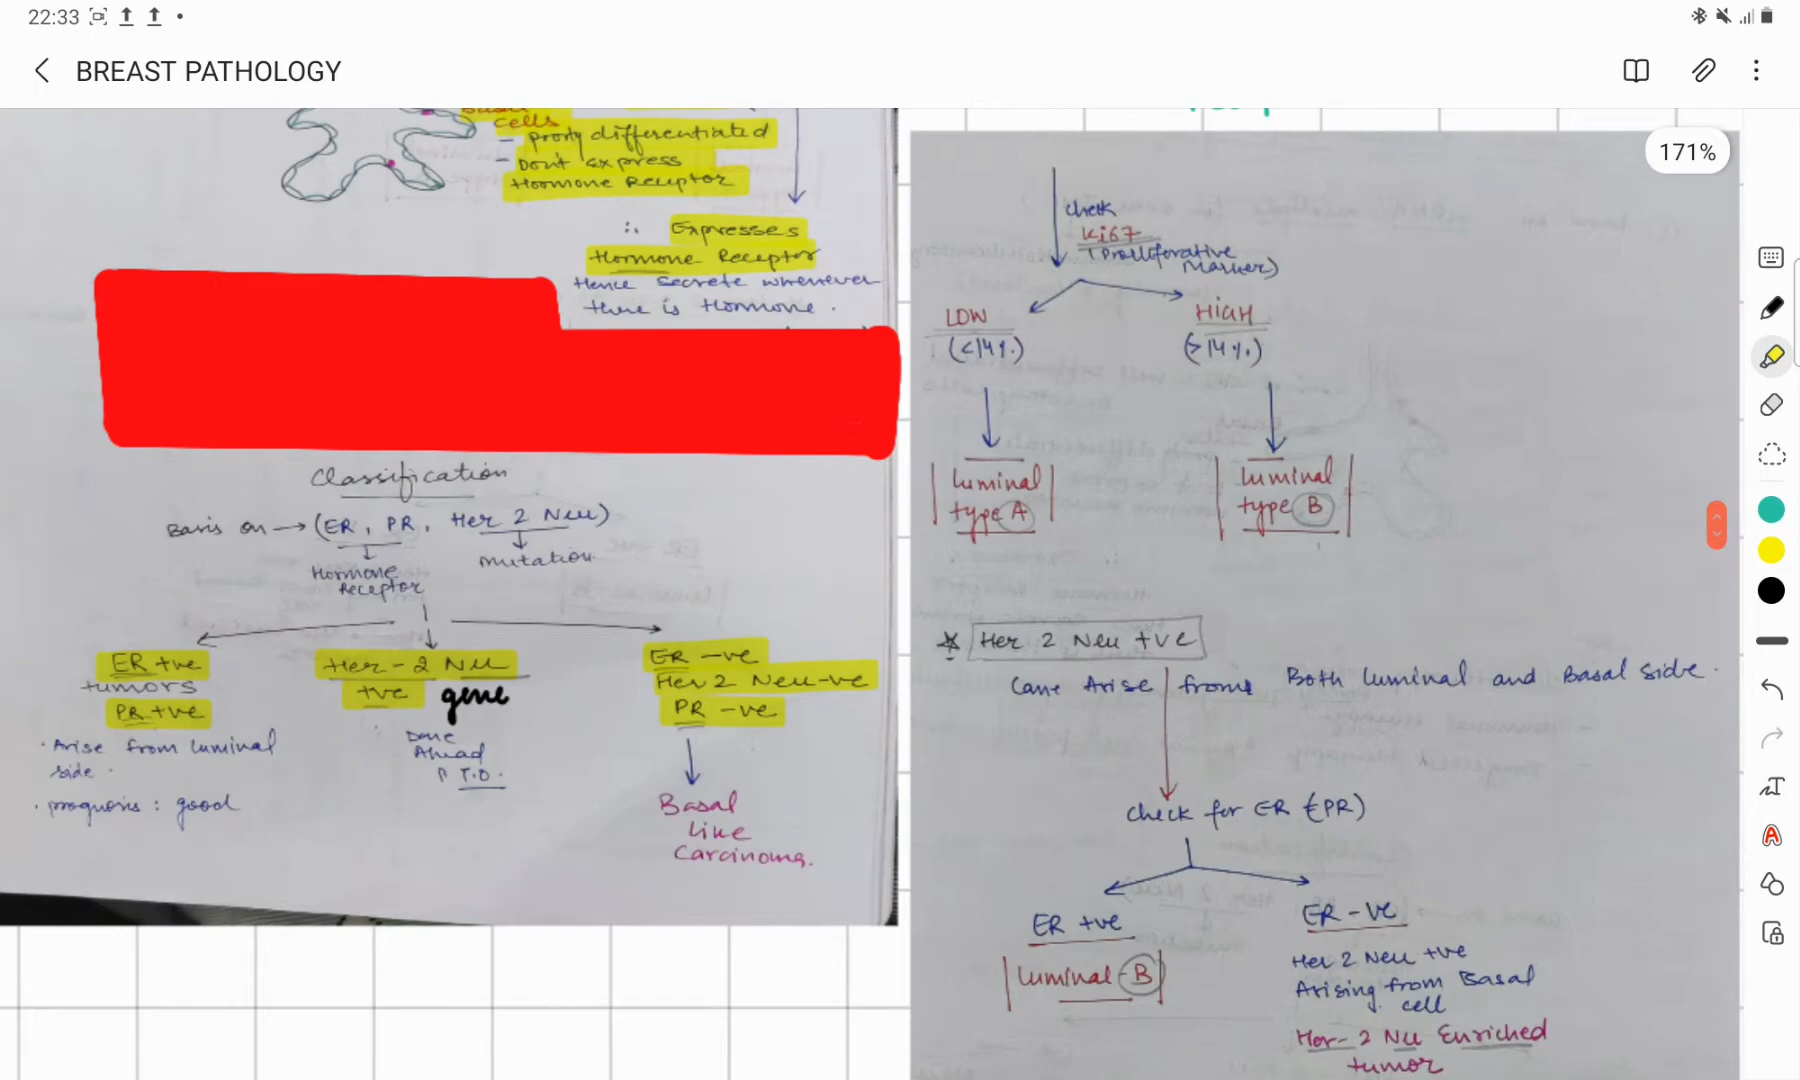 22:33
BREAST PATHOLOGY
171%
cells
- poorly differentiated
- Don't express
Hormone Receptor
∴ Expresses
Hormone Receptor
Hence secrete whenever
there is Hormone.
Classification
Basis on → (ER, PR, Her 2 Neu)
Hormone
Receptor
mutation
ER +ve
tumors
PR +ve
. Arise from luminal
side.
. prognosis : good
Her-2 Nu
+ve gene
Done
Ahead
P.T.O.
ER -ve
Her 2 Neu -ve
PR -ve
Basal
like
Carcinoma.
check
Ki67
(Proliferative
Marker)
LOW
(<14%)
HIGH
(>14%)
luminal
type A
luminal
type B
* Her 2 Neu +ve
Cane Arise from Both luminal and Basal side.
check for ER (PR)
ER +ve
luminal-B
ER -ve
Her 2 Neu +ve
Arising from Basal
cell
Her-2 Nu Enriched
tumor